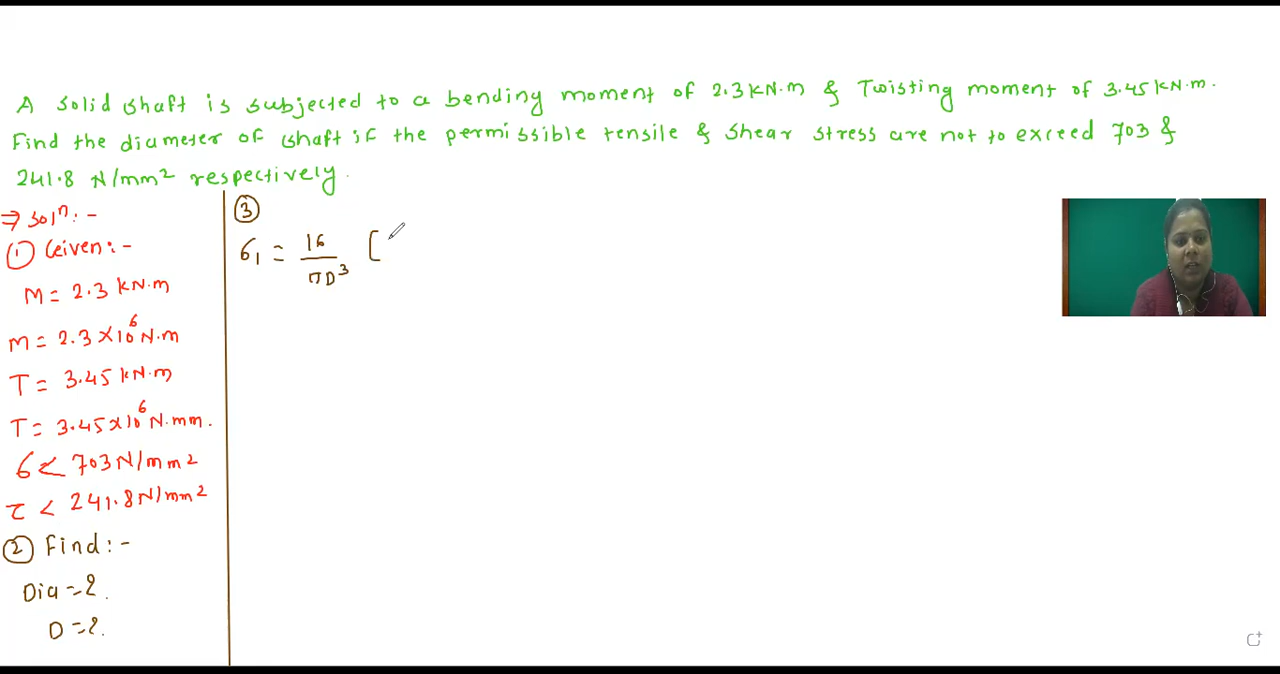 A solid shaft is subjected to a bending moment of 2.3 kN.m & Twisting moment of 3.45 kN.m.
Find the diameter of shaft if the permissible tensile & shear stress are not to exceed 703 &
241.8 N/mm2 respectively.
⇒ Solⁿ:-
① Given:-
M = 2.3 kN.m
M = 2.3×10⁶ N.m
T = 3.45 kN.m
T = 3.45×10⁶ N.mm.
σ < 703 N/mm2
τ < 241.8 N/mm2
② Find:-
Dia = ?.
D = ?.
③
σ₁ = 16/πD³ [